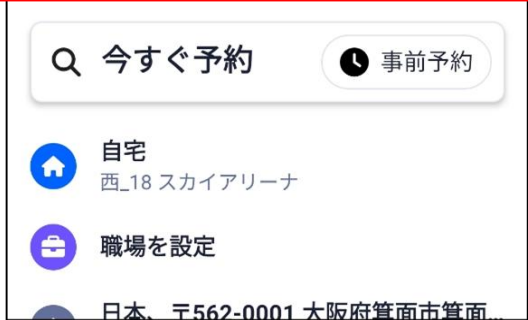 今すぐ予約 事前予約
自宅
西_18 スカイアリーナ
職場を設定
日本、〒562-0001 大阪府箕面市箕面...